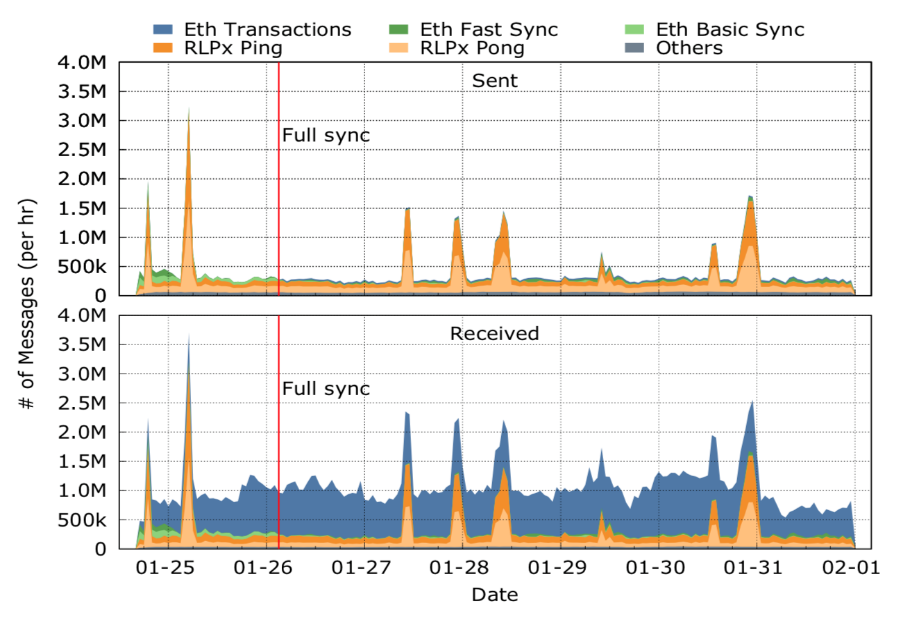 Eth Transactions Eth Fast Sync Eth Basic Sync
RLPx Ping RLPx Pong Others
4.0M
Sent
3.5M
3.0M
Full sync
2.5M
2.0M
1.5M
1.0M
500k
0
# of Messages (per hr)
4.0M
Received
3.5M
3.0M
Full sync
2.5M
2.0M
1.5M
1.0M
500k
0
01-25 01-26 01-27 01-28 01-29 01-30 01-31 02-01
Date